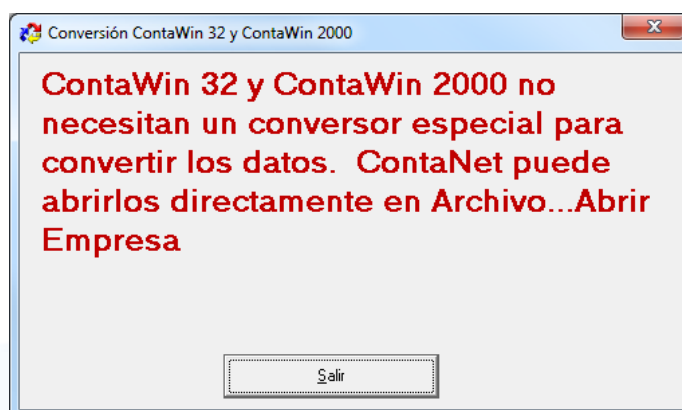 Conversión ContaWin 32 y ContaWin 2000
ContaWin 32 y ContaWin 2000 no
necesitan un conversor especial para
convertir los datos.  ContaNet puede
abrirlos directamente en Archivo...Abrir
Empresa
Salir